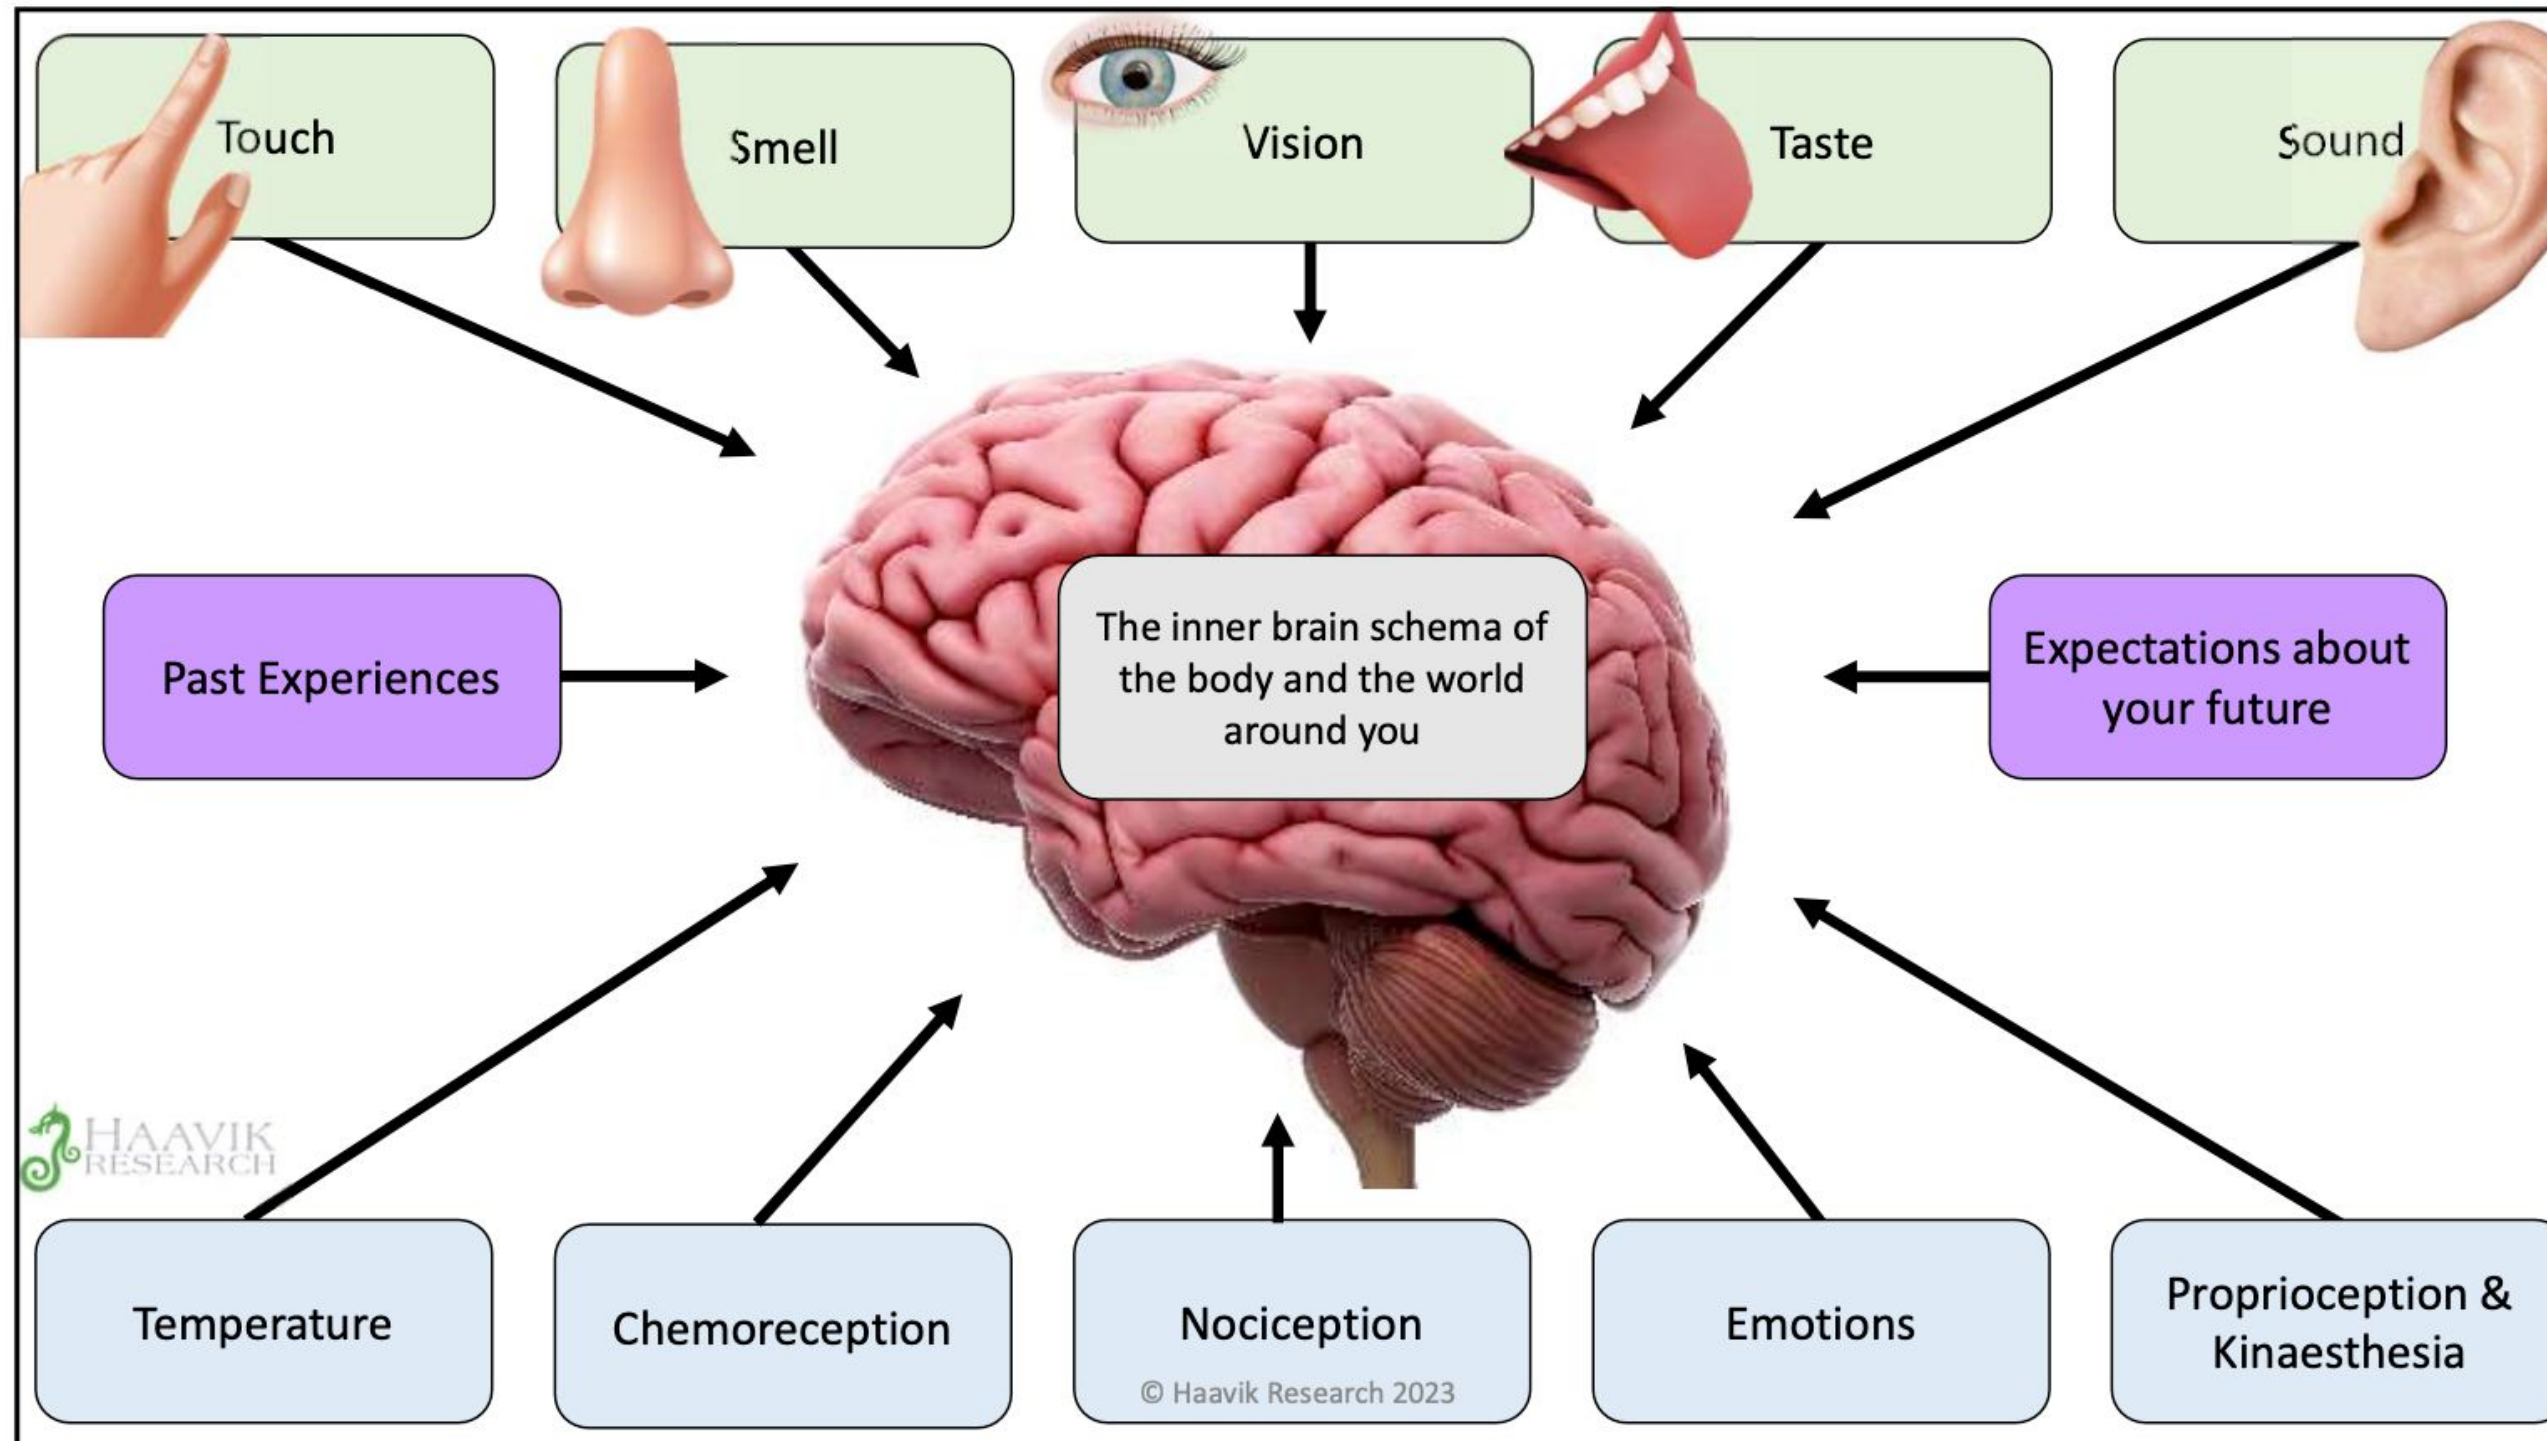 Touch
Smell
Vision
Taste
Sound
Past Experiences
The inner brain schema of
the body and the world
around you
Expectations about
your future
HAAVIK
RESEARCH
Temperature
Chemoreception
Nociception
© Haavik Research 2023
Emotions
Proprioception &
Kinaesthesia